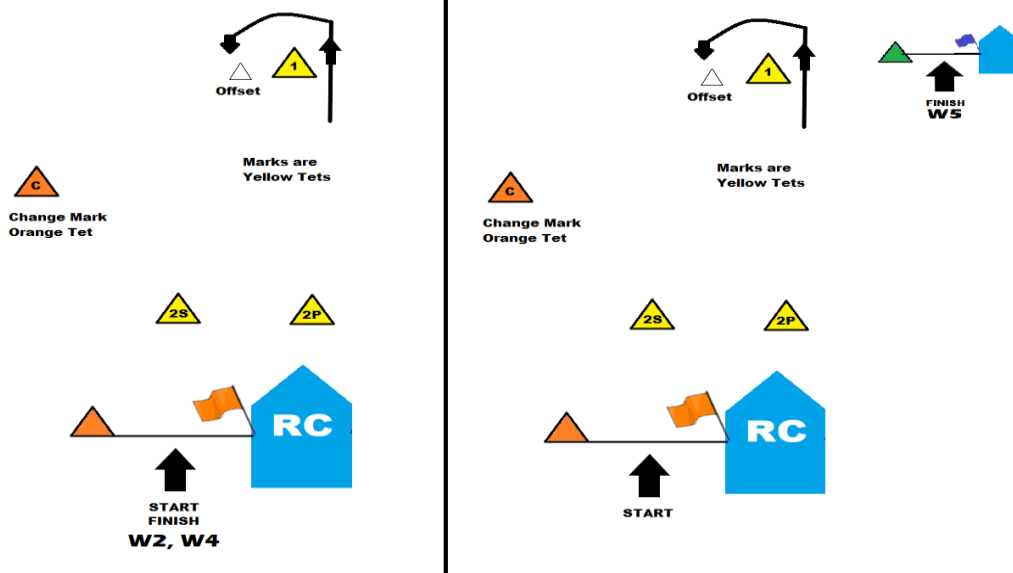 1
Offset
Marks are
Yellow Tets
C
Change Mark
Orange Tet
2S
2P
RC
START
FINISH
W2, W4
1
Offset
FINISH
W5
Marks are
Yellow Tets
C
Change Mark
Orange Tet
2S
2P
RC
START